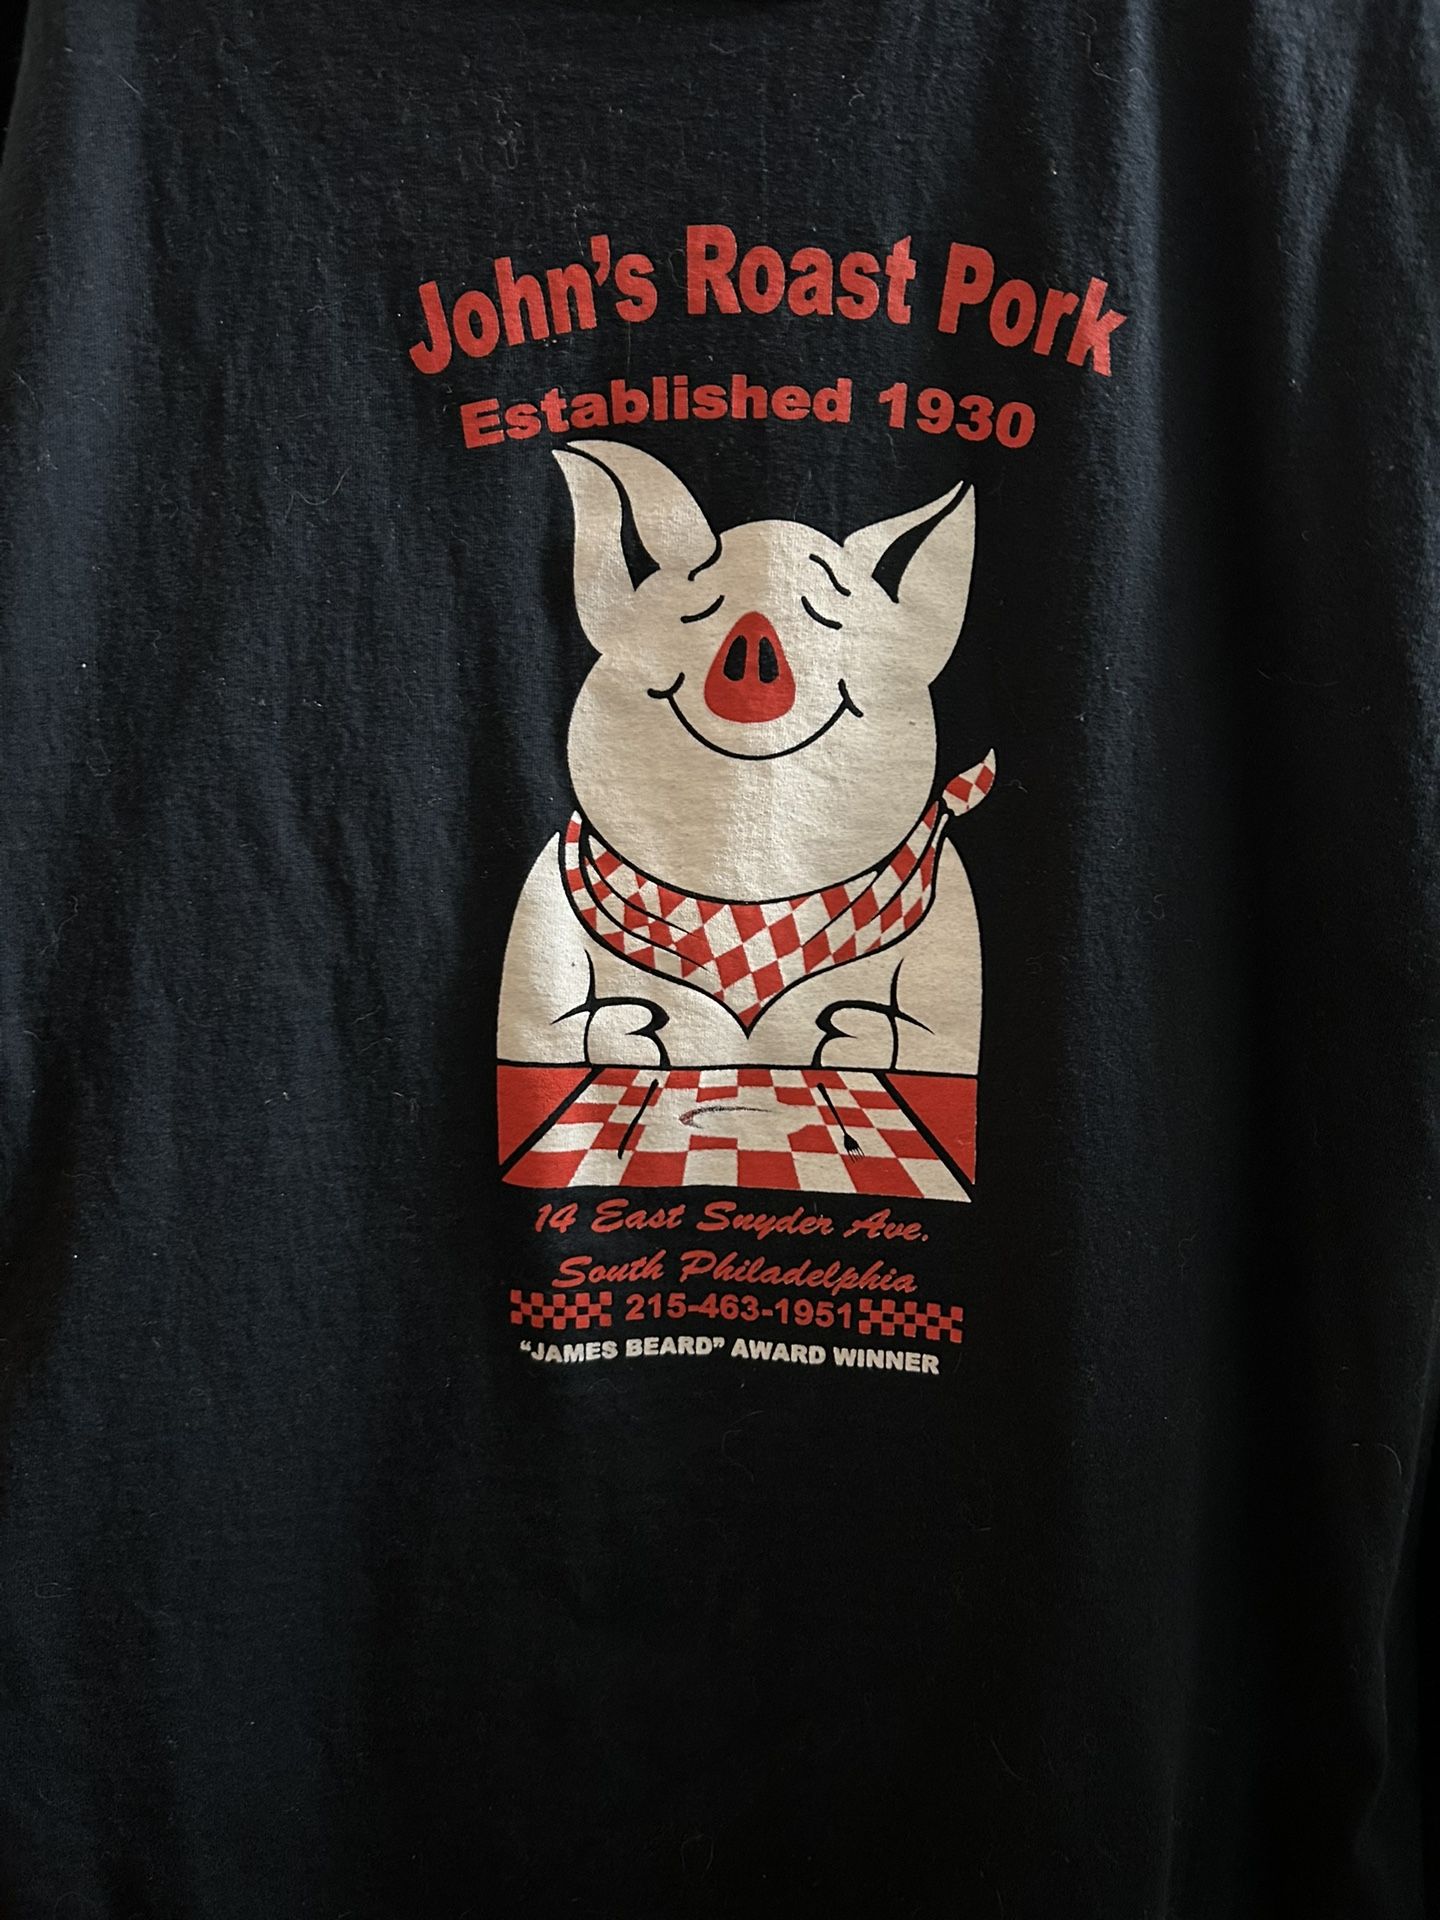 John's Roast Pork
Established 1930
14 East Snyder Ave.
South Philadelphia
215-463-1951
“JAMES BEARD” AWARD WINNER